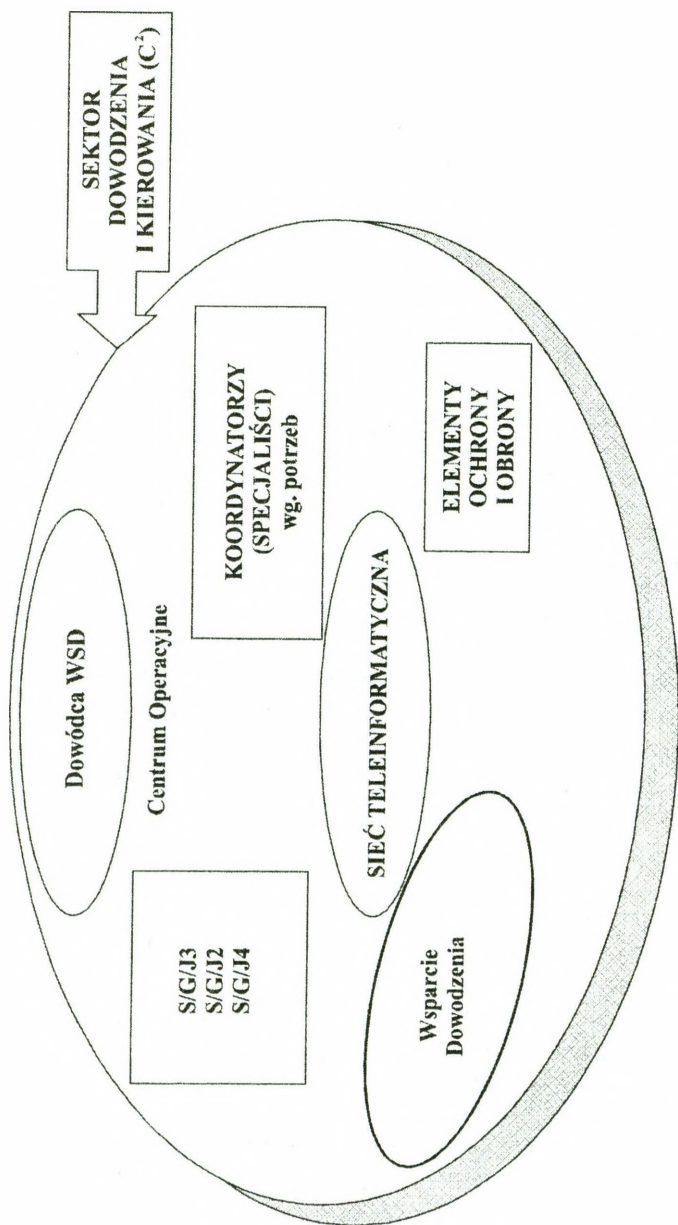 SEKTOR
DOWODZENIA
I KIEROWANIA (C²)
Dowódca WSD
Centrum Operacyjne
S/G/J3
S/G/J2
S/G/J4
KOORDYNATORZY
(SPECJALIŚCI)
wg. potrzeb
SIEĆ TELEINFORMATYCZNA
ELEMENTY
OCHRONY
I OBRONY
Wsparcie
Dowodzenia